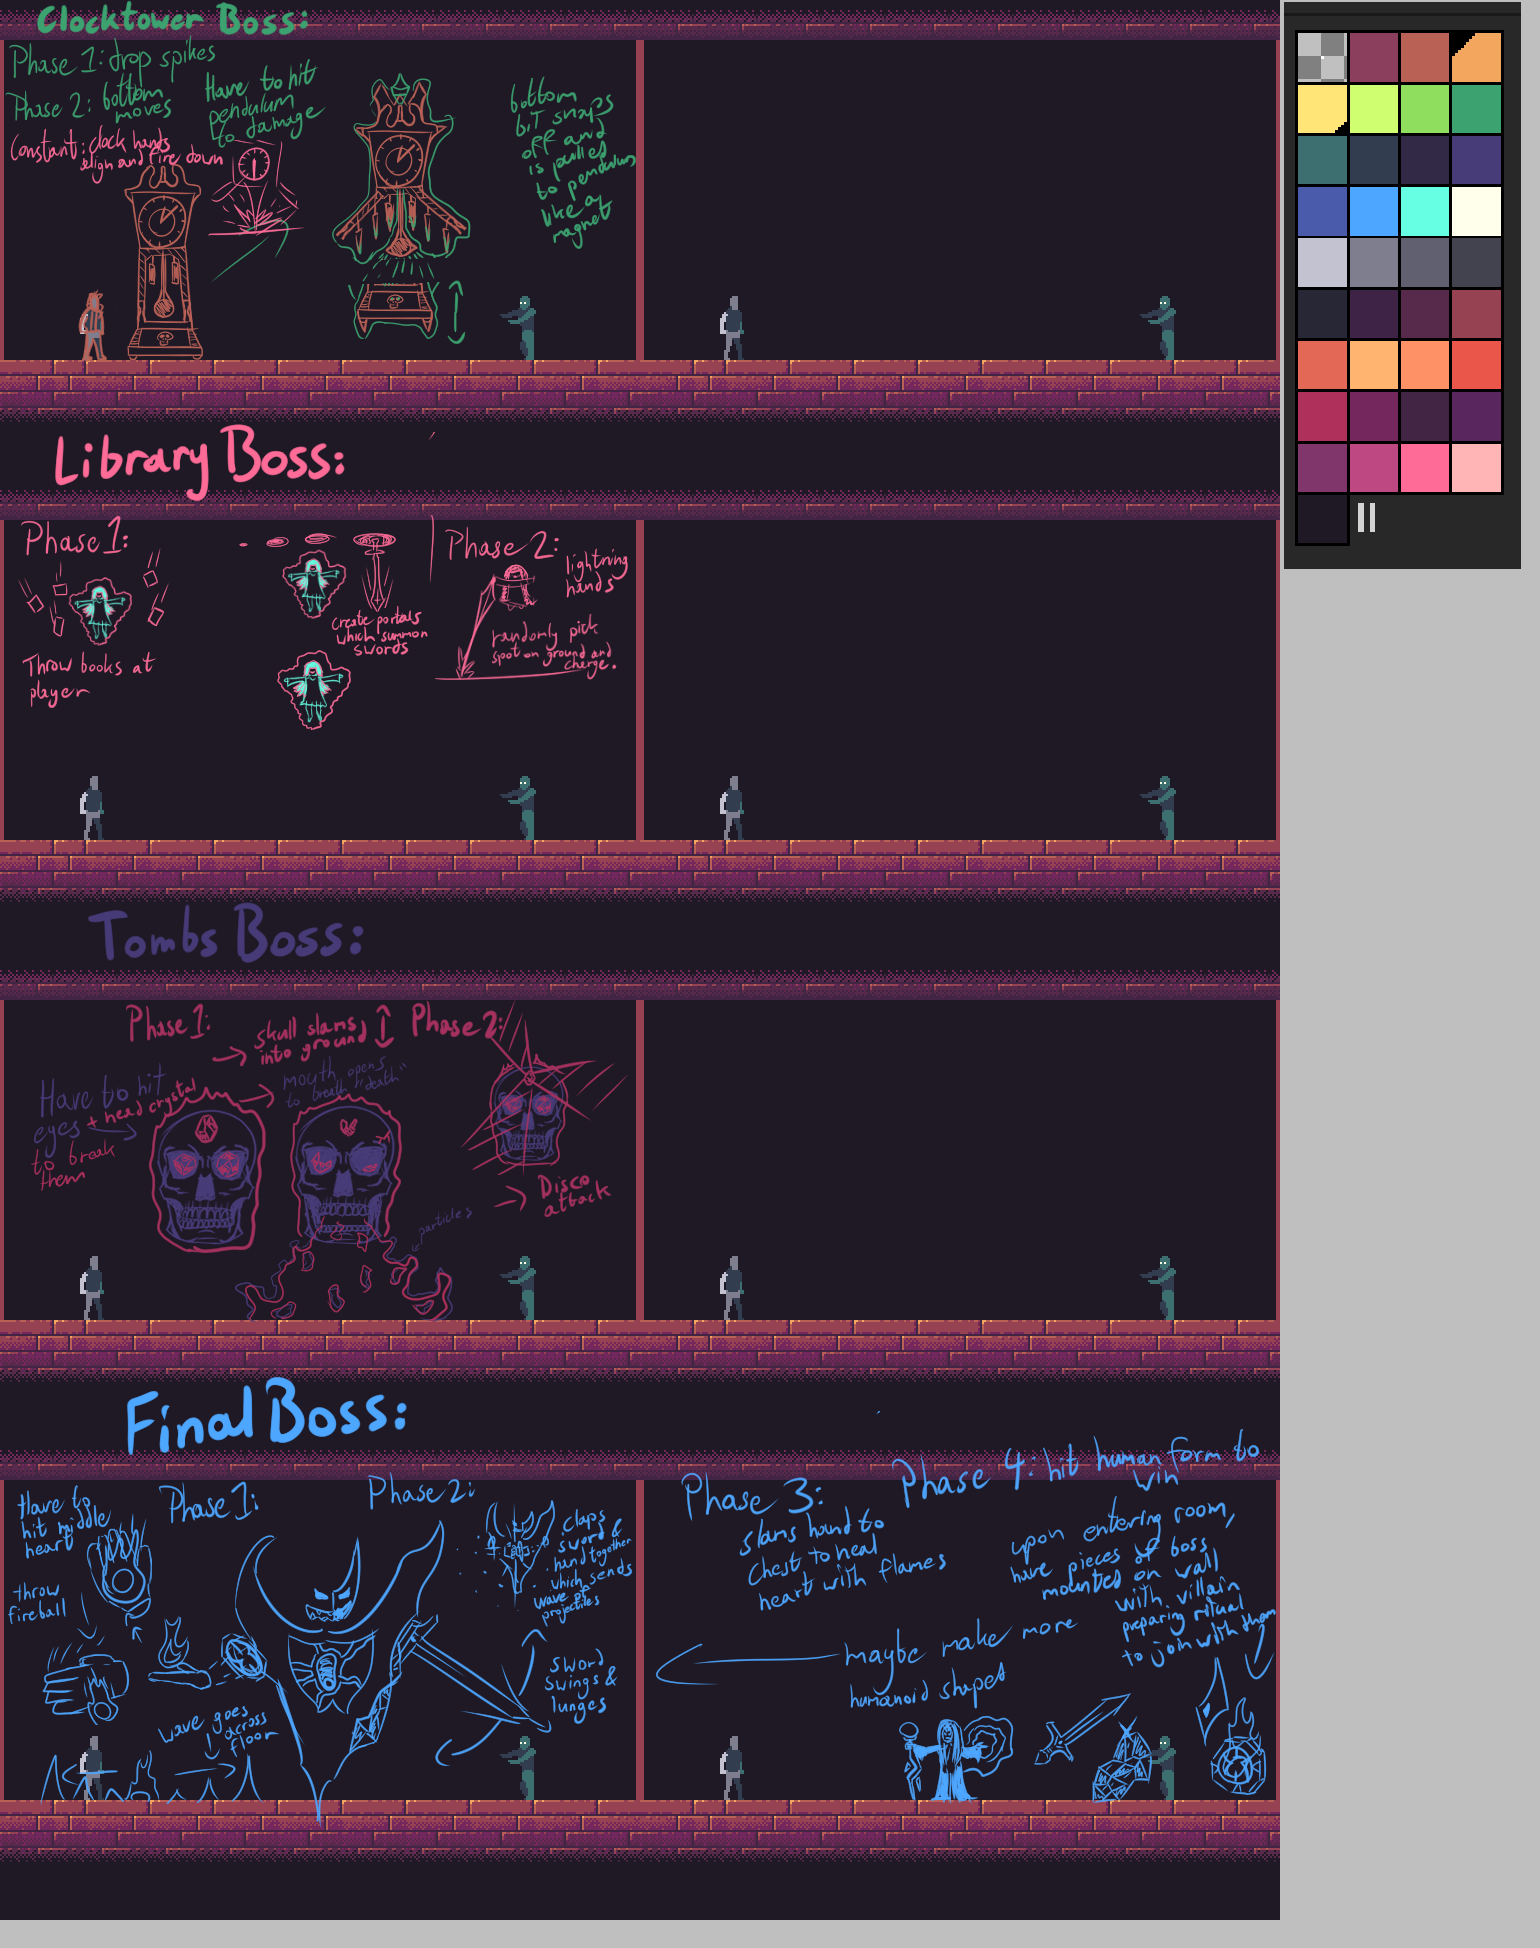 Clocktower Boss:
Phase 1: drop spikes
Phase 2: bottom
moves
Constant: clock hands
align and fire down
Have to hit
pendulum
to damage
bottom
bit snaps
off and
is pulled
to pendulum
like a
magnet
Library Boss:
Phase 1:
Throw books at
player
create portals
which summon
swords
Phase 2:
lightning
hands
randomly pick
spot on ground and
charge.
Tombs Boss:
Phase 1:
Have to hit
eyes + head crystal
to break
them
skull slams
into ground
mouth opens
to breath "death"
particles
Phase 2:
Disco
attack
Final Boss:
Have to
hit middle
heart
Phase 1:
throw
fireball
wave goes
across
floor
Phase 2:
claps
sword &
hand together
which sends
wave of
projectiles
sword
swings &
lunges
Phase 3:
slams hand to
chest to heal
heart with flames
Phase 4: hit human form to
win
upon entering room,
have pieces of boss
mounted on wall
with villain
preparing ritual
to join with them
maybe make more
humanoid shaped